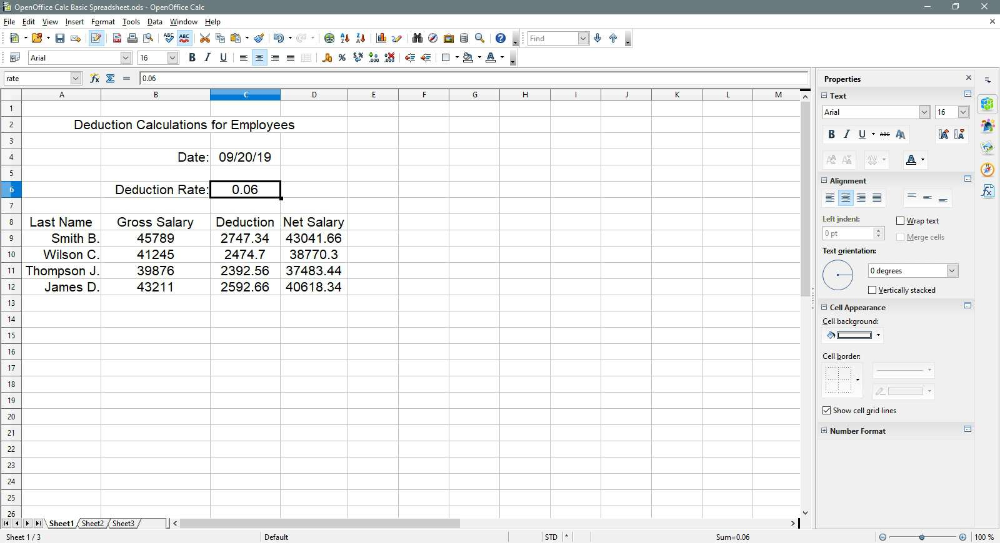 OpenOffice Calc Basic Spreadsheet.ods - OpenOffice Calc
File Edit View Insert Format Tools Data Window Help
Find
Arial 16
rate 0.06
A B C D E F G H I J K L M
1
2 Deduction Calculations for Employees
3
4 Date: 09/20/19
5
6 Deduction Rate: 0.06
7
8 Last Name Gross Salary Deduction Net Salary
9 Smith B. 45789 2747.34 43041.66
10 Wilson C. 41245 2474.7 38770.3
11 Thompson J. 39876 2392.56 37483.44
12 James D. 43211 2592.66 40618.34
13
14
15
16
17
18
19
20
21
22
23
24
25
26
Sheet1 Sheet2 Sheet3
Sheet 1 / 3 Default STD * Sum=0.06 100 %
Properties
Text
Arial 16
B I U ABC
Alignment
Left indent:
0 pt
Wrap text
Merge cells
Text orientation:
0 degrees
Vertically stacked
Cell Appearance
Cell background:
Cell border:
Show cell grid lines
Number Format